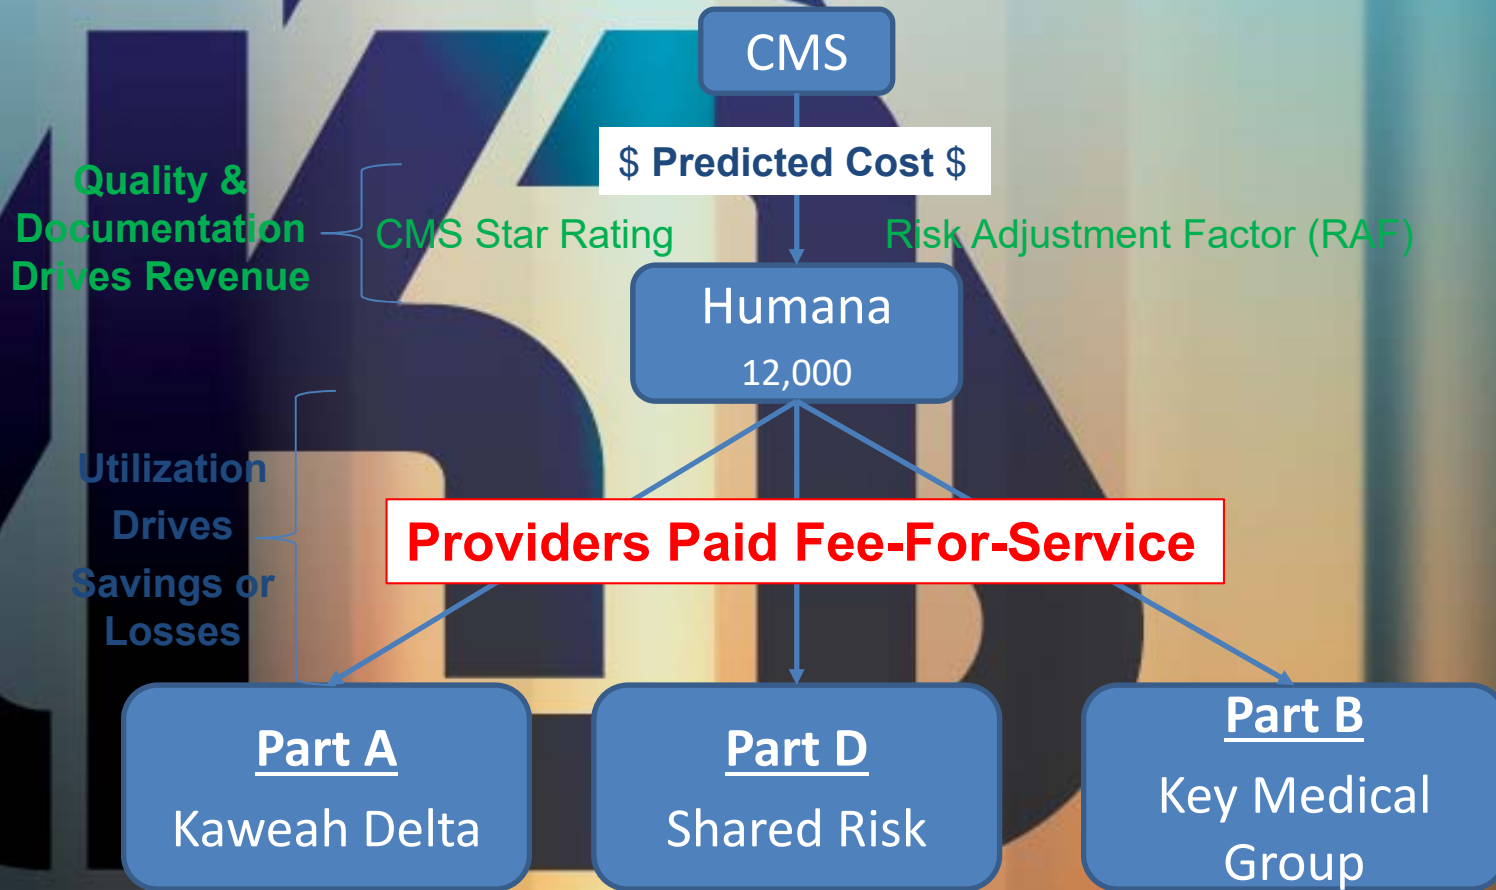 CMS
$ Predicted Cost $
Quality &
Documentation
Drives Revenue
CMS Star Rating
Risk Adjustment Factor (RAF)
Humana
12,000
Utilization
Drives
Savings or
Losses
Providers Paid Fee-For-Service
Part A
Kaweah Delta
Part D
Shared Risk
Part B
Key Medical
Group